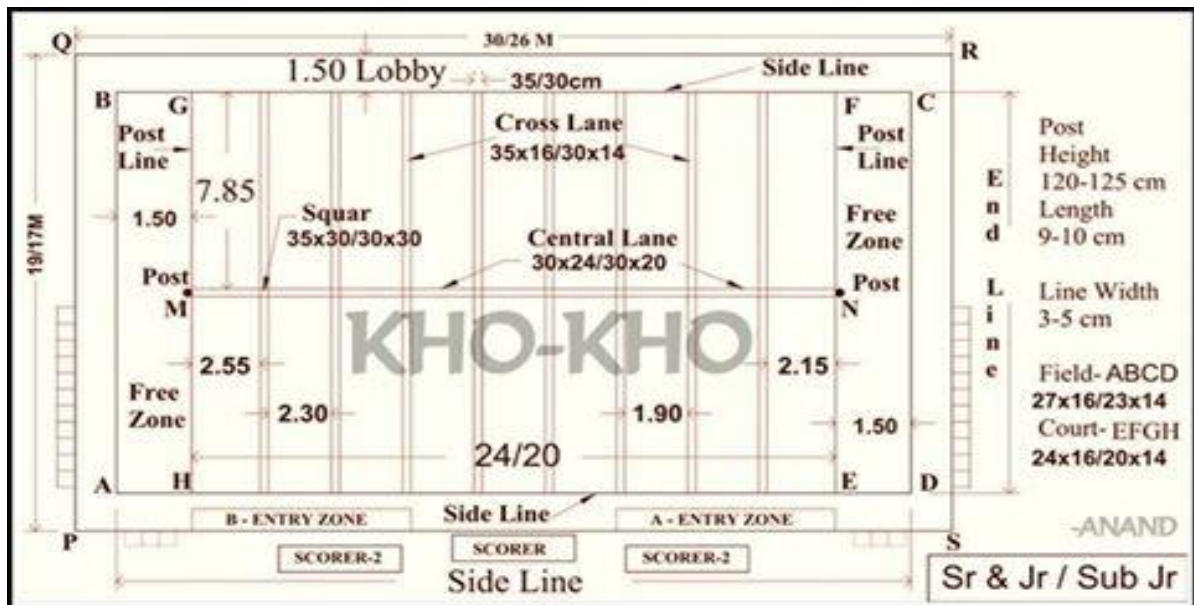 Q
30/26 M
R
1.50 Lobby
35/30cm
Side Line
B
G
F
C
Post
Line
Cross Lane
35x16/30x14
Post
Line
Post
Height
120-125 cm
Length
9-10 cm
7.85
1.50
Squar
35x30/30x30
Central Lane
30x24/30x20
Free
Zone
End
Line
19/17M
Post
M
Post
N
Line Width
3-5 cm
KHO-KHO
2.55
2.15
Free
Zone
2.30
1.90
1.50
Field- ABCD
27x16/23x14
Court- EFGH
24x16/20x14
24/20
A
H
E
D
B - ENTRY ZONE
Side Line
A - ENTRY ZONE
P
S
-ANAND
SCORER-2
SCORER
SCORER-2
Side Line
Sr & Jr / Sub Jr